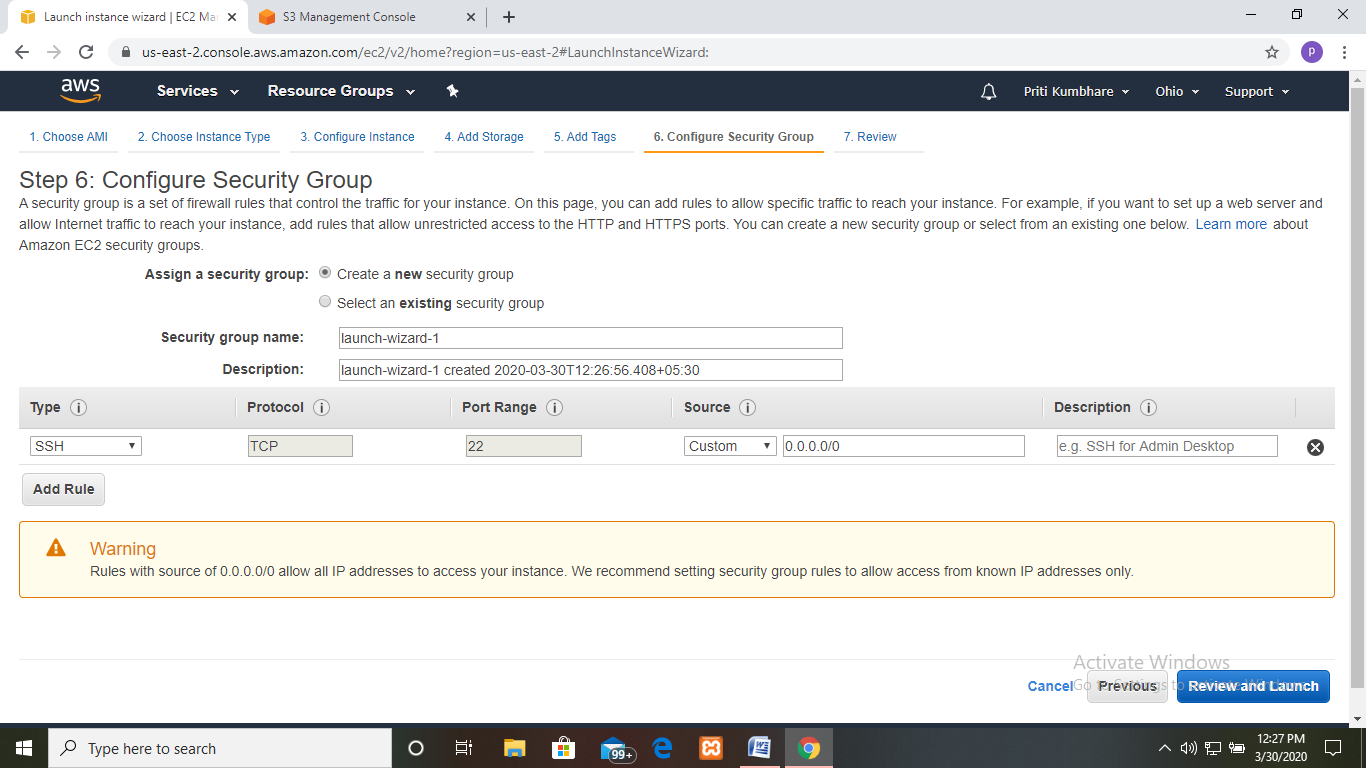 Launch instance wizard | EC2 Ma
S3 Management Console
us-east-2.console.aws.amazon.com/ec2/v2/home?region=us-east-2#LaunchInstanceWizard:
P
aws
Services
Resource Groups
Priti Kumbhare
Ohio
Support
1. Choose AMI
2. Choose Instance Type
3. Configure Instance
4. Add Storage
5. Add Tags
6. Configure Security Group
7. Review
Step 6: Configure Security Group
A security group is a set of firewall rules that control the traffic for your instance. On this page, you can add rules to allow specific traffic to reach your instance. For example, if you want to set up a web server and
allow Internet traffic to reach your instance, add rules that allow unrestricted access to the HTTP and HTTPS ports. You can create a new security group or select from an existing one below. Learn more about
Amazon EC2 security groups.
Assign a security group:
Create a new security group
Select an existing security group
Security group name:
launch-wizard-1
Description:
launch-wizard-1 created 2020-03-30T12:26:56.408+05:30
Type i
Protocol i
Port Range i
Source i
Description i
SSH
TCP
22
Custom
0.0.0.0/0
e.g. SSH for Admin Desktop
Add Rule
Warning
Rules with source of 0.0.0.0/0 allow all IP addresses to access your instance. We recommend setting security group rules to allow access from known IP addresses only.
Activate Windows
Cancel
Previous
Review and Launch
Type here to search
99+
12:27 PM
3/30/2020